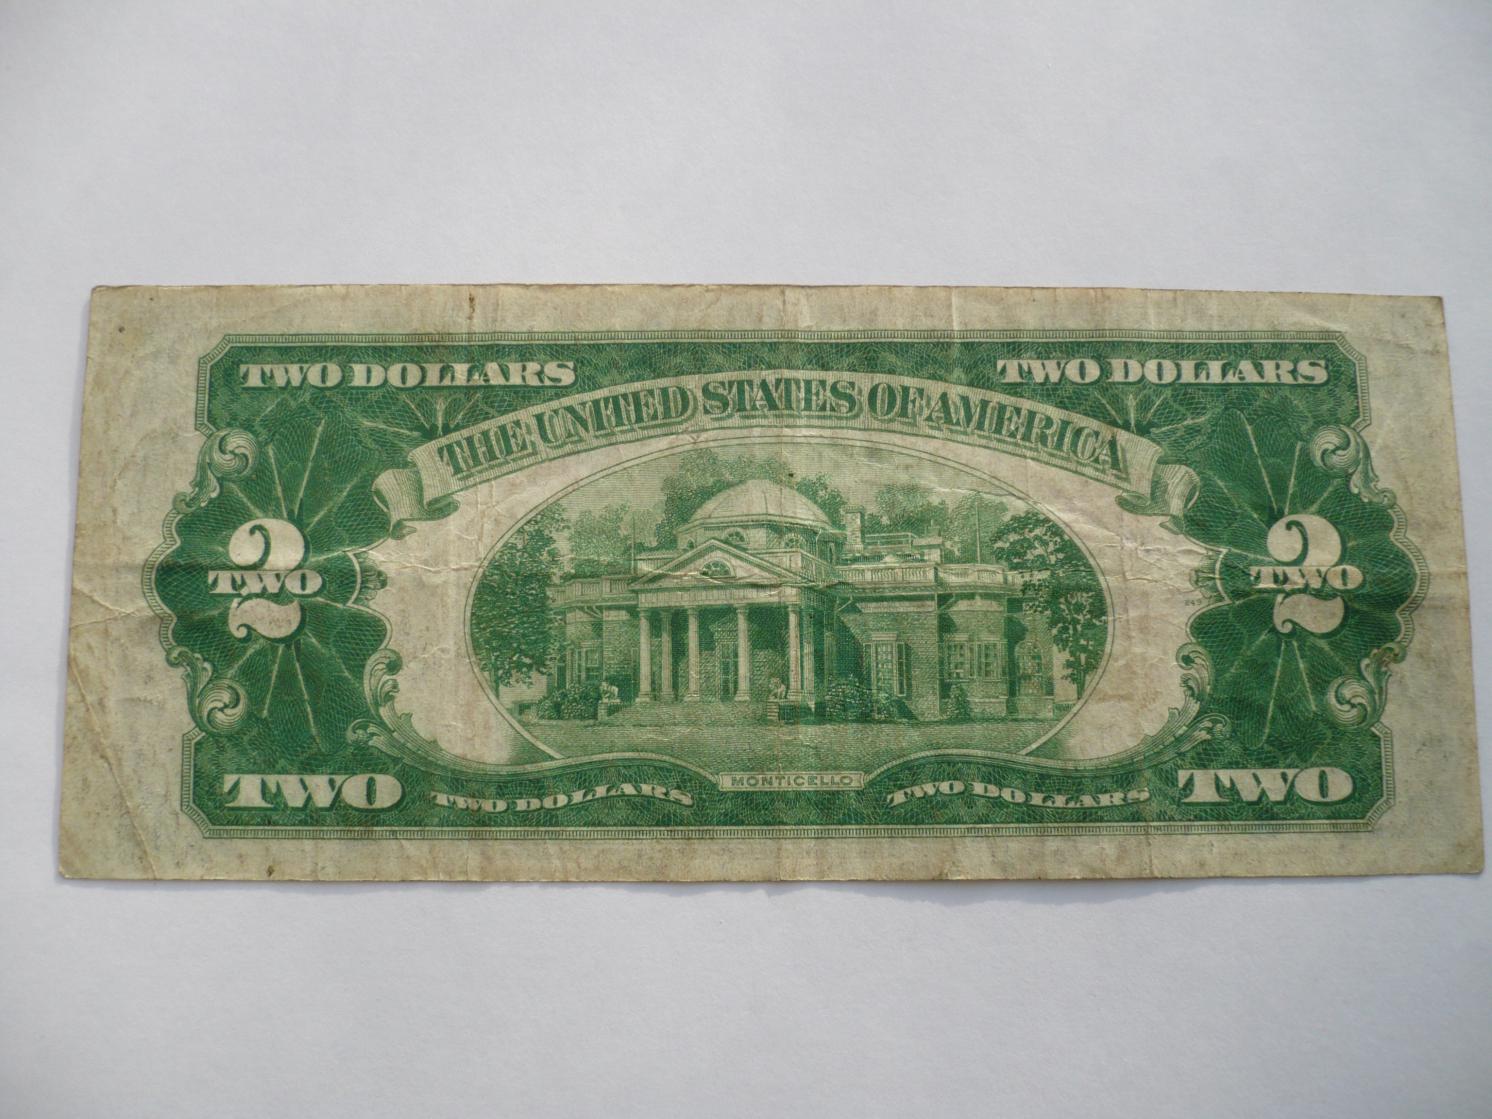 TWO DOLLARS TWO DOLLARS
THE UNITED STATES OF AMERICA
2 TWO
2 TWO
MONTICELLO
TWO TWO DOLLARS TWO DOLLARS TWO